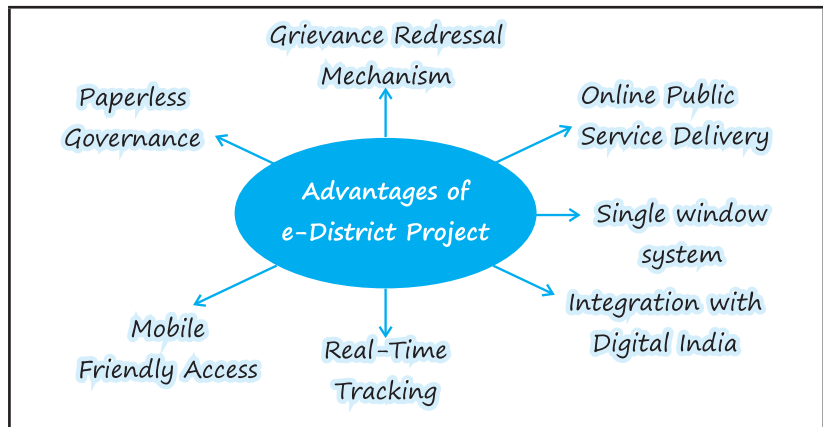 Grievance Redressal
Mechanism
Paperless
Governance
Online Public
Service Delivery
Advantages of
e-District Project
Single window
system
Integration with
Digital India
Mobile
Friendly Access
Real-Time
Tracking